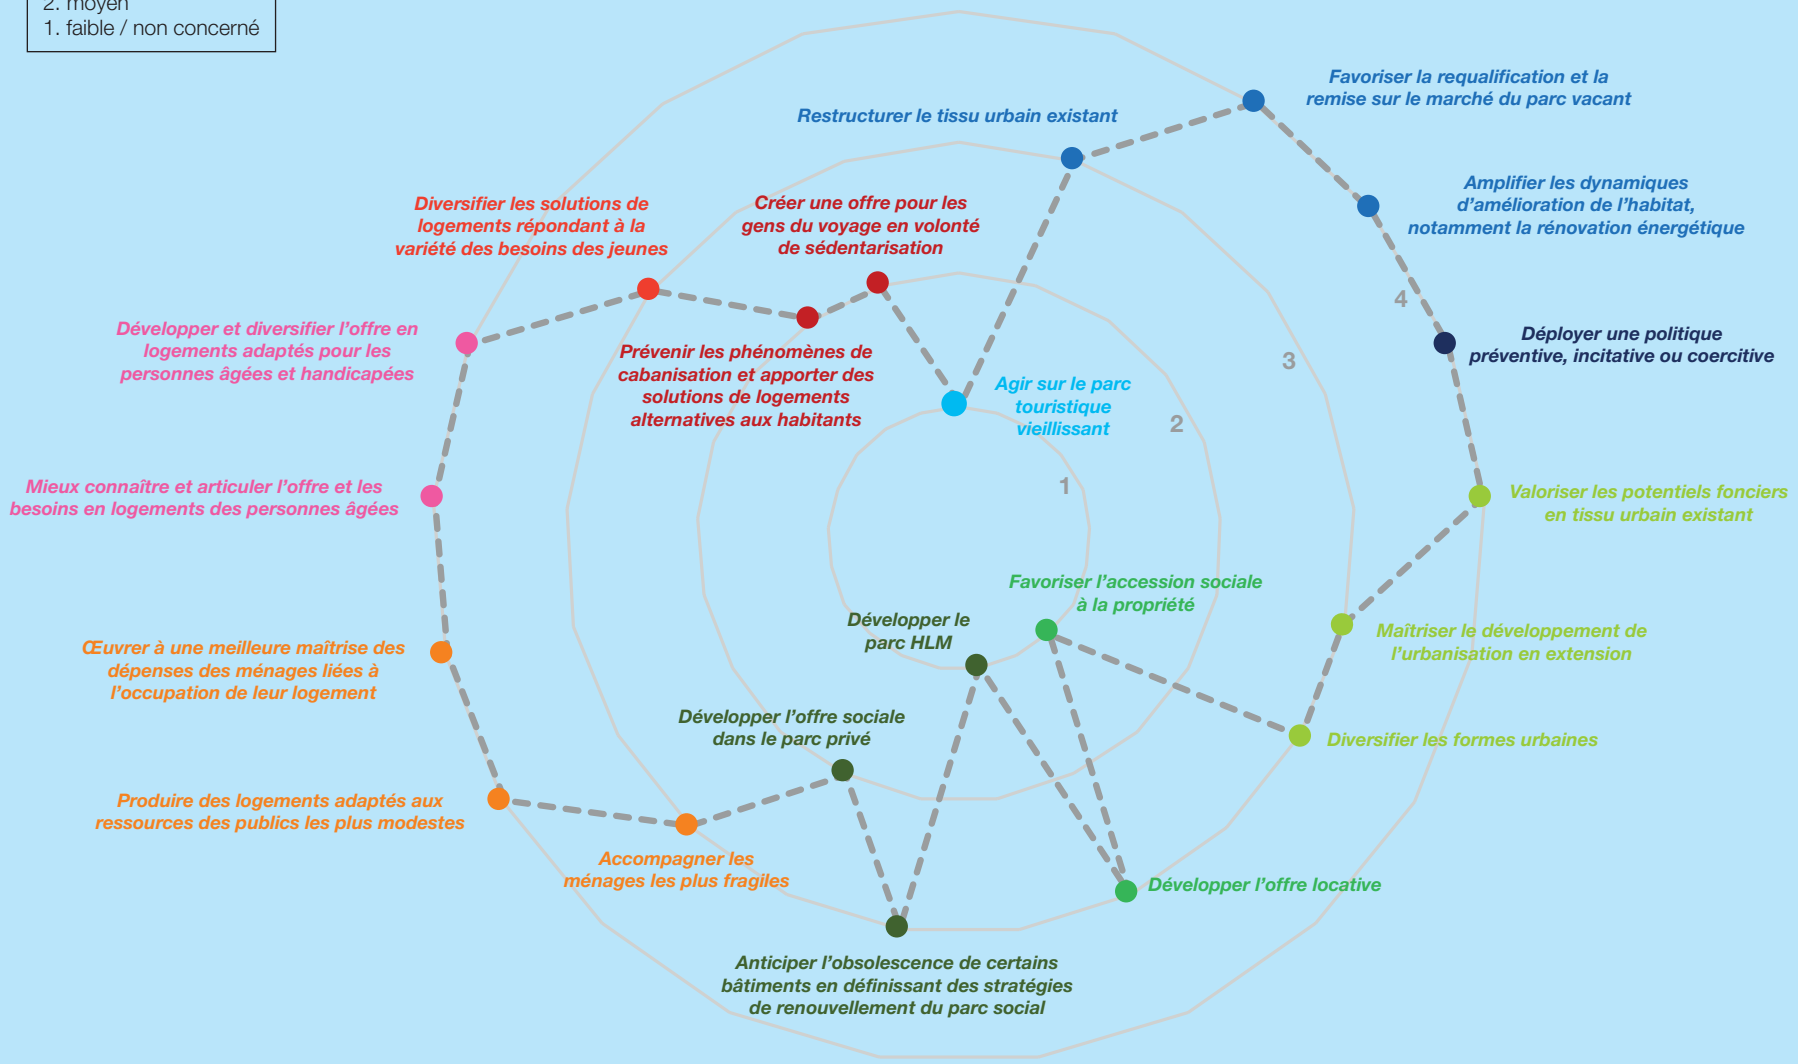 2. moyen
1. faible / non concerné
Favoriser la requalification et la
remise sur le marché du parc vacant
Restructurer le tissu urbain existant
Amplifier les dynamiques
d’amélioration de l’habitat,
notamment la rénovation énergétique
Diversifier les solutions de
logements répondant à la
variété des besoins des jeunes
Créer une offre pour les
gens du voyage en volonté
de sédentarisation
4
Développer et diversifier l’offre en
logements adaptés pour les
personnes âgées et handicapées
Déployer une politique
préventive, incitative ou coercitive
Prévenir les phénomènes de
cabanisation et apporter des
solutions de logements
alternatives aux habitants
3
Agir sur le parc
touristique
vieillissant
2
1
Mieux connaître et articuler l’offre et les
besoins en logements des personnes âgées
Valoriser les potentiels fonciers
en tissu urbain existant
Favoriser l’accession sociale
à la propriété
Développer le
parc HLM
Maîtriser le développement de
l’urbanisation en extension
Œuvrer à une meilleure maîtrise des
dépenses des ménages liées à
l’occupation de leur logement
Développer l’offre sociale
dans le parc privé
Diversifier les formes urbaines
Produire des logements adaptés aux
ressources des publics les plus modestes
Accompagner les
ménages les plus fragiles
Développer l’offre locative
Anticiper l’obsolescence de certains
bâtiments en définissant des stratégies
de renouvellement du parc social